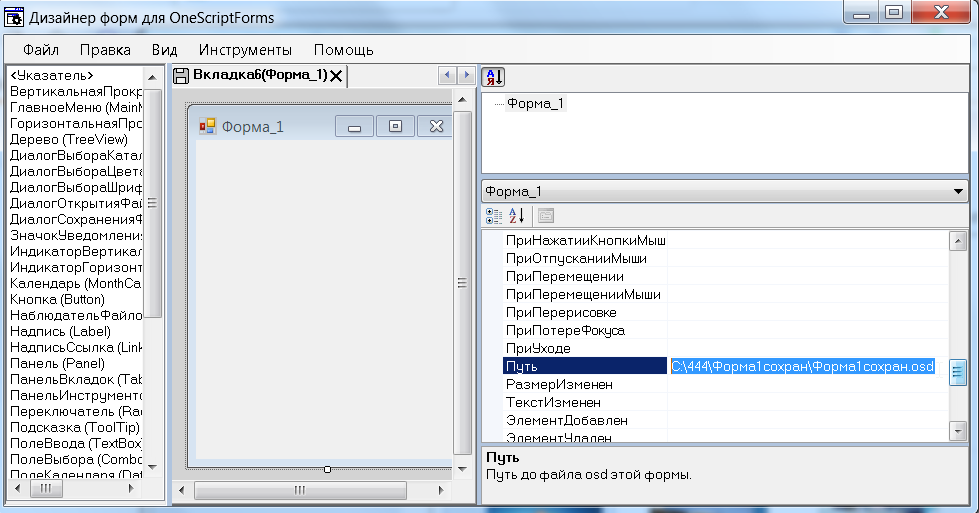 Дизайнер форм для OneScriptForms
Файл Правка Вид Инструменты Помощь
<Указатель>
ВертикальнаяПрокр
ГлавноеМеню (MainM
ГоризонтальнаяПро
Дерево (TreeView)
ДиалогВыбораКатал
ДиалогВыбораЦвета
ДиалогВыбораШриф
ДиалогОткрытияФай
ДиалогСохраненияФ
ЗначокУведомлени
ИндикаторВертикал
ИндикаторГоризонт
Календарь (MonthCa
Кнопка (Button)
НаблюдательФайло
Надпись (Label)
НадписьСсылка (Link
Панель (Panel)
ПанельВкладок (Tab
ПанельИнструменто
Переключатель (Rad
Подсказка (ToolTip)
ПолеВвода (TextBox)
ПолеВыбора (Combo
ПолеКалендаря (Dat
Вкладка6(Форма_1)
Форма_1
Форма_1
Форма_1
ПриНажатииКнопкиМыш
ПриОтпусканииМыши
ПриПеремещении
ПриПеремещенииМыши
ПриПерерисовке
ПриПотереФокуса
ПриУходе
Путь C:\444\Форма1сохран\Форма1сохран.osd
РазмерИзменен
ТекстИзменен
ЭлементДобавлен
ЭлементУдален
Путь
Путь до файла osd этой формы.